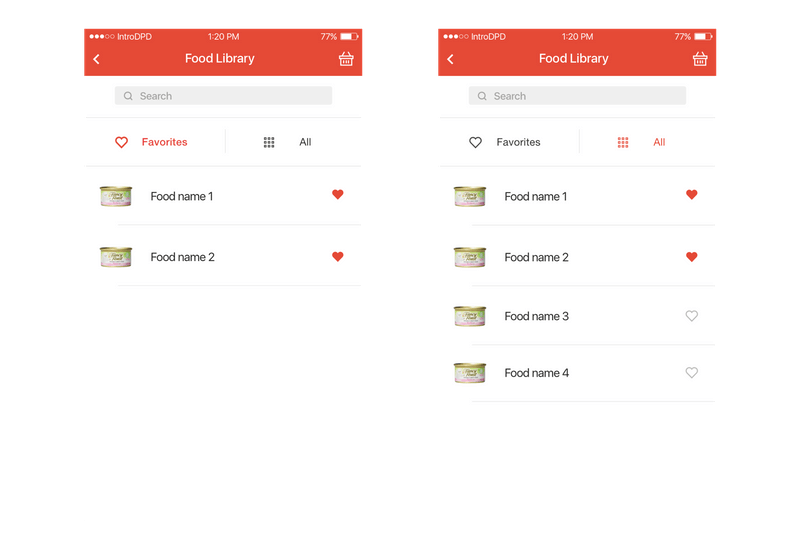 IntroDPD 1:20 PM 77%
Food Library
Search
Favorites All
Food name 1
Food name 2
IntroDPD 1:20 PM 77%
Food Library
Search
Favorites All
Food name 1
Food name 2
Food name 3
Food name 4